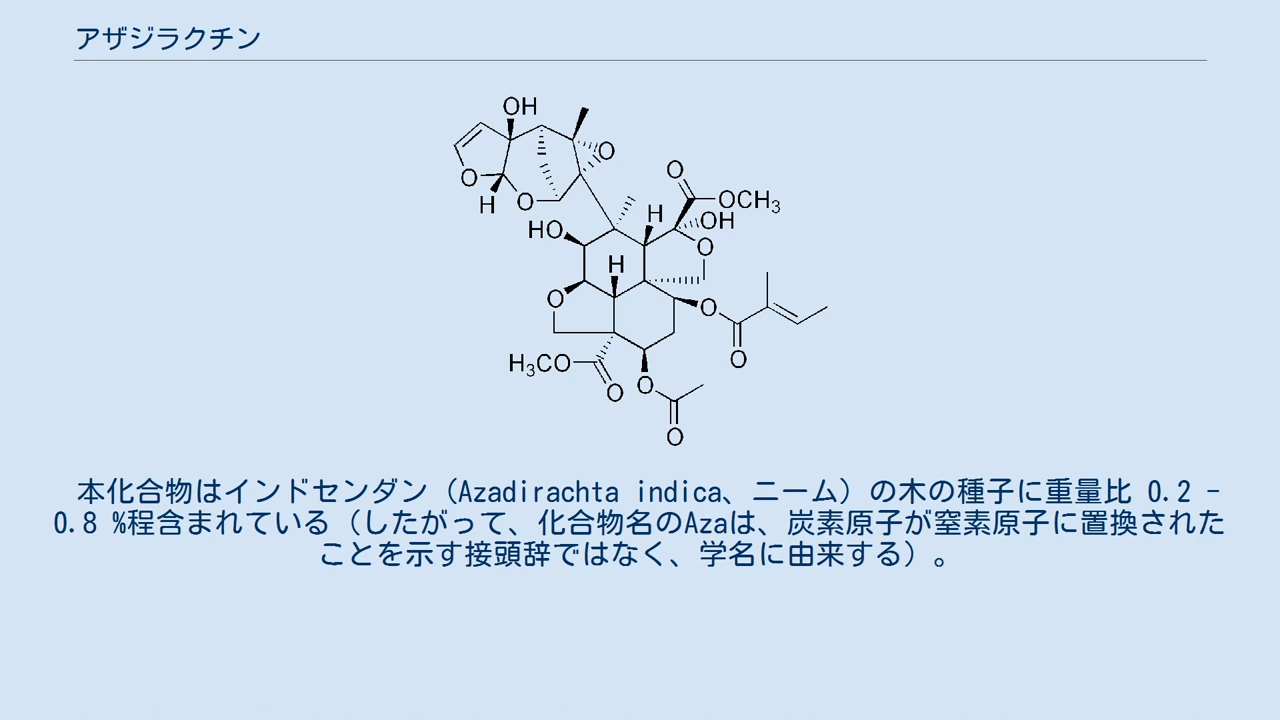 アザジラクチン
OH
O
O
H
O
OCH3
H
OH
HO
O
H
O
O
O
H3CO
O
O
O
本化合物はインドセンダン（Azadirachta indica、ニーム）の木の種子に重量比 0.2 -
0.8 %程含まれている（したがって、化合物名のAzaは、炭素原子が窒素原子に置換された
ことを示す接頭辞ではなく、学名に由来する）。